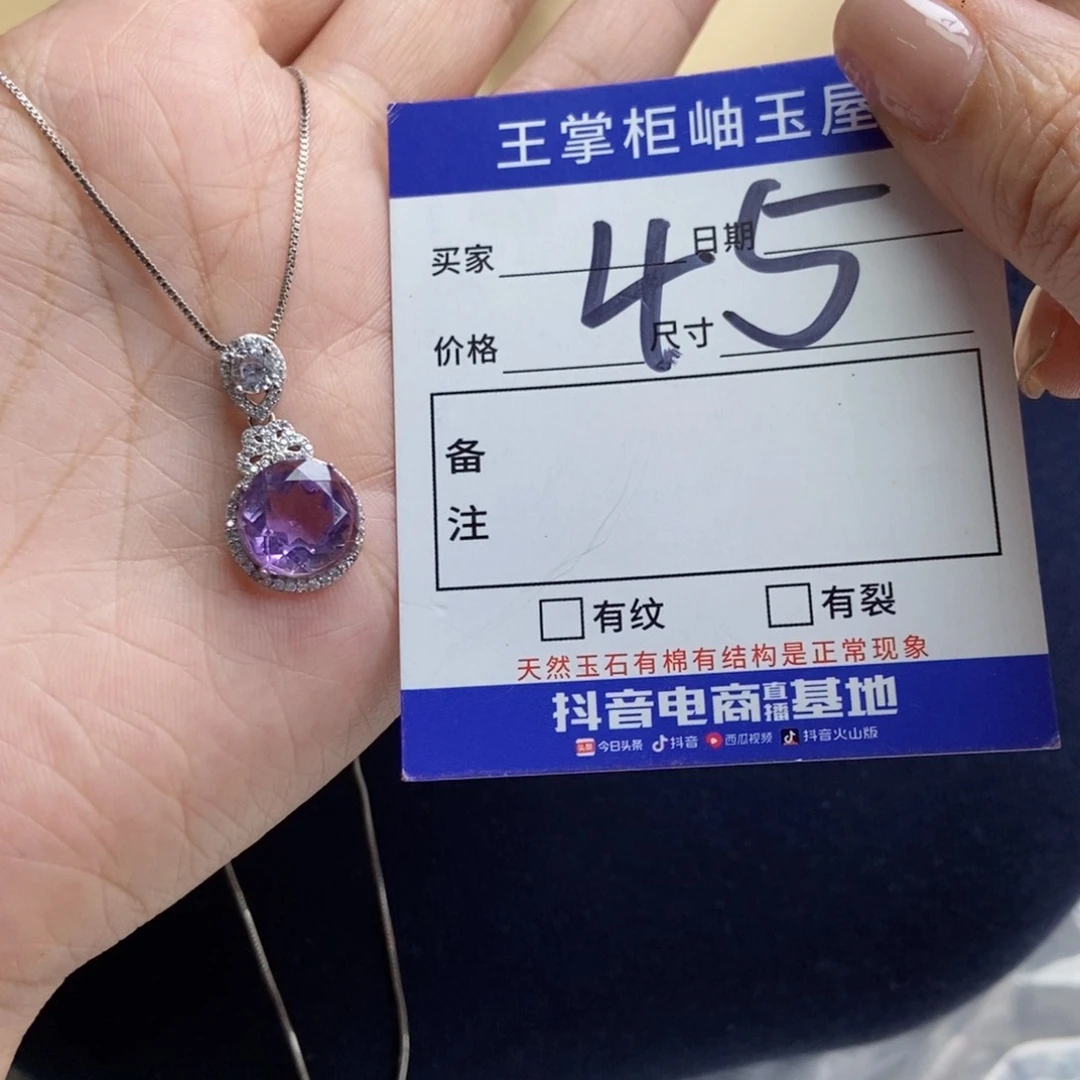 王掌柜岫玉屋
买家 日期
45
价格 尺寸
备
注
有纹 有裂
天然玉石有棉有结构是正常现象
抖音电商直播基地
头条 今日头条 抖音 西瓜视频 抖音火山版